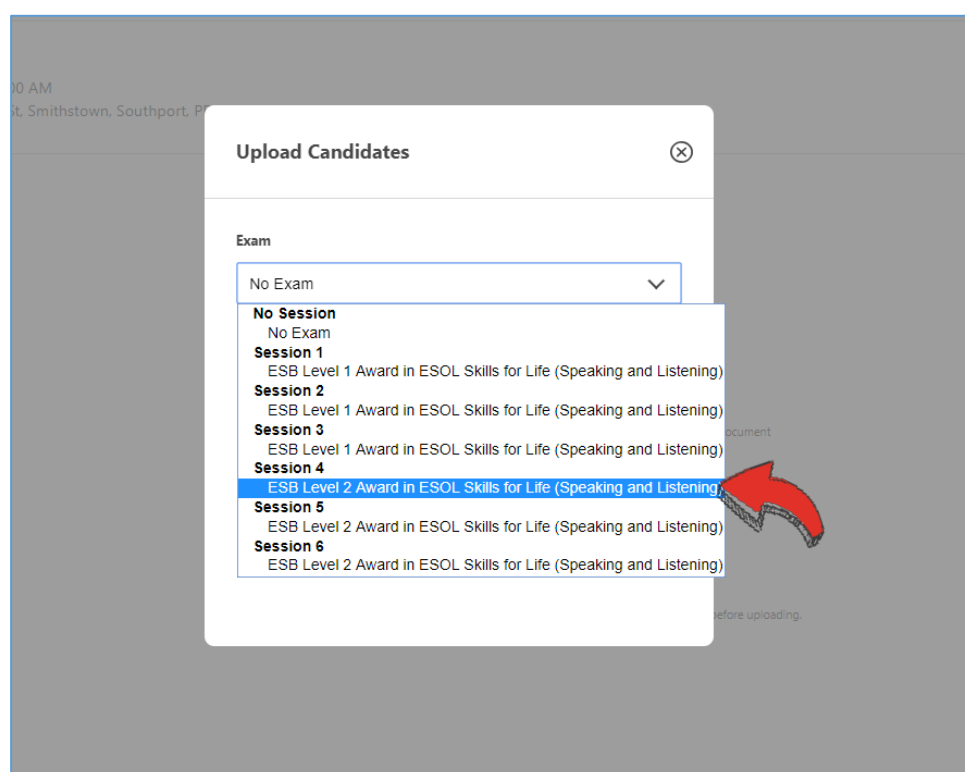 00 AM
St, Smithstown, Southport,
Upload Candidates
Exam
No Exam
No Session
No Exam
Session 1
ESB Level 1 Award in ESOL Skills for Life (Speaking and Listening)
Session 2
ESB Level 1 Award in ESOL Skills for Life (Speaking and Listening)
Session 3
ESB Level 1 Award in ESOL Skills for Life (Speaking and Listening)
Session 4
ESB Level 2 Award in ESOL Skills for Life (Speaking and Listening)
Session 5
ESB Level 2 Award in ESOL Skills for Life (Speaking and Listening)
Session 6
ESB Level 2 Award in ESOL Skills for Life (Speaking and Listening)
ocument
before uploading.